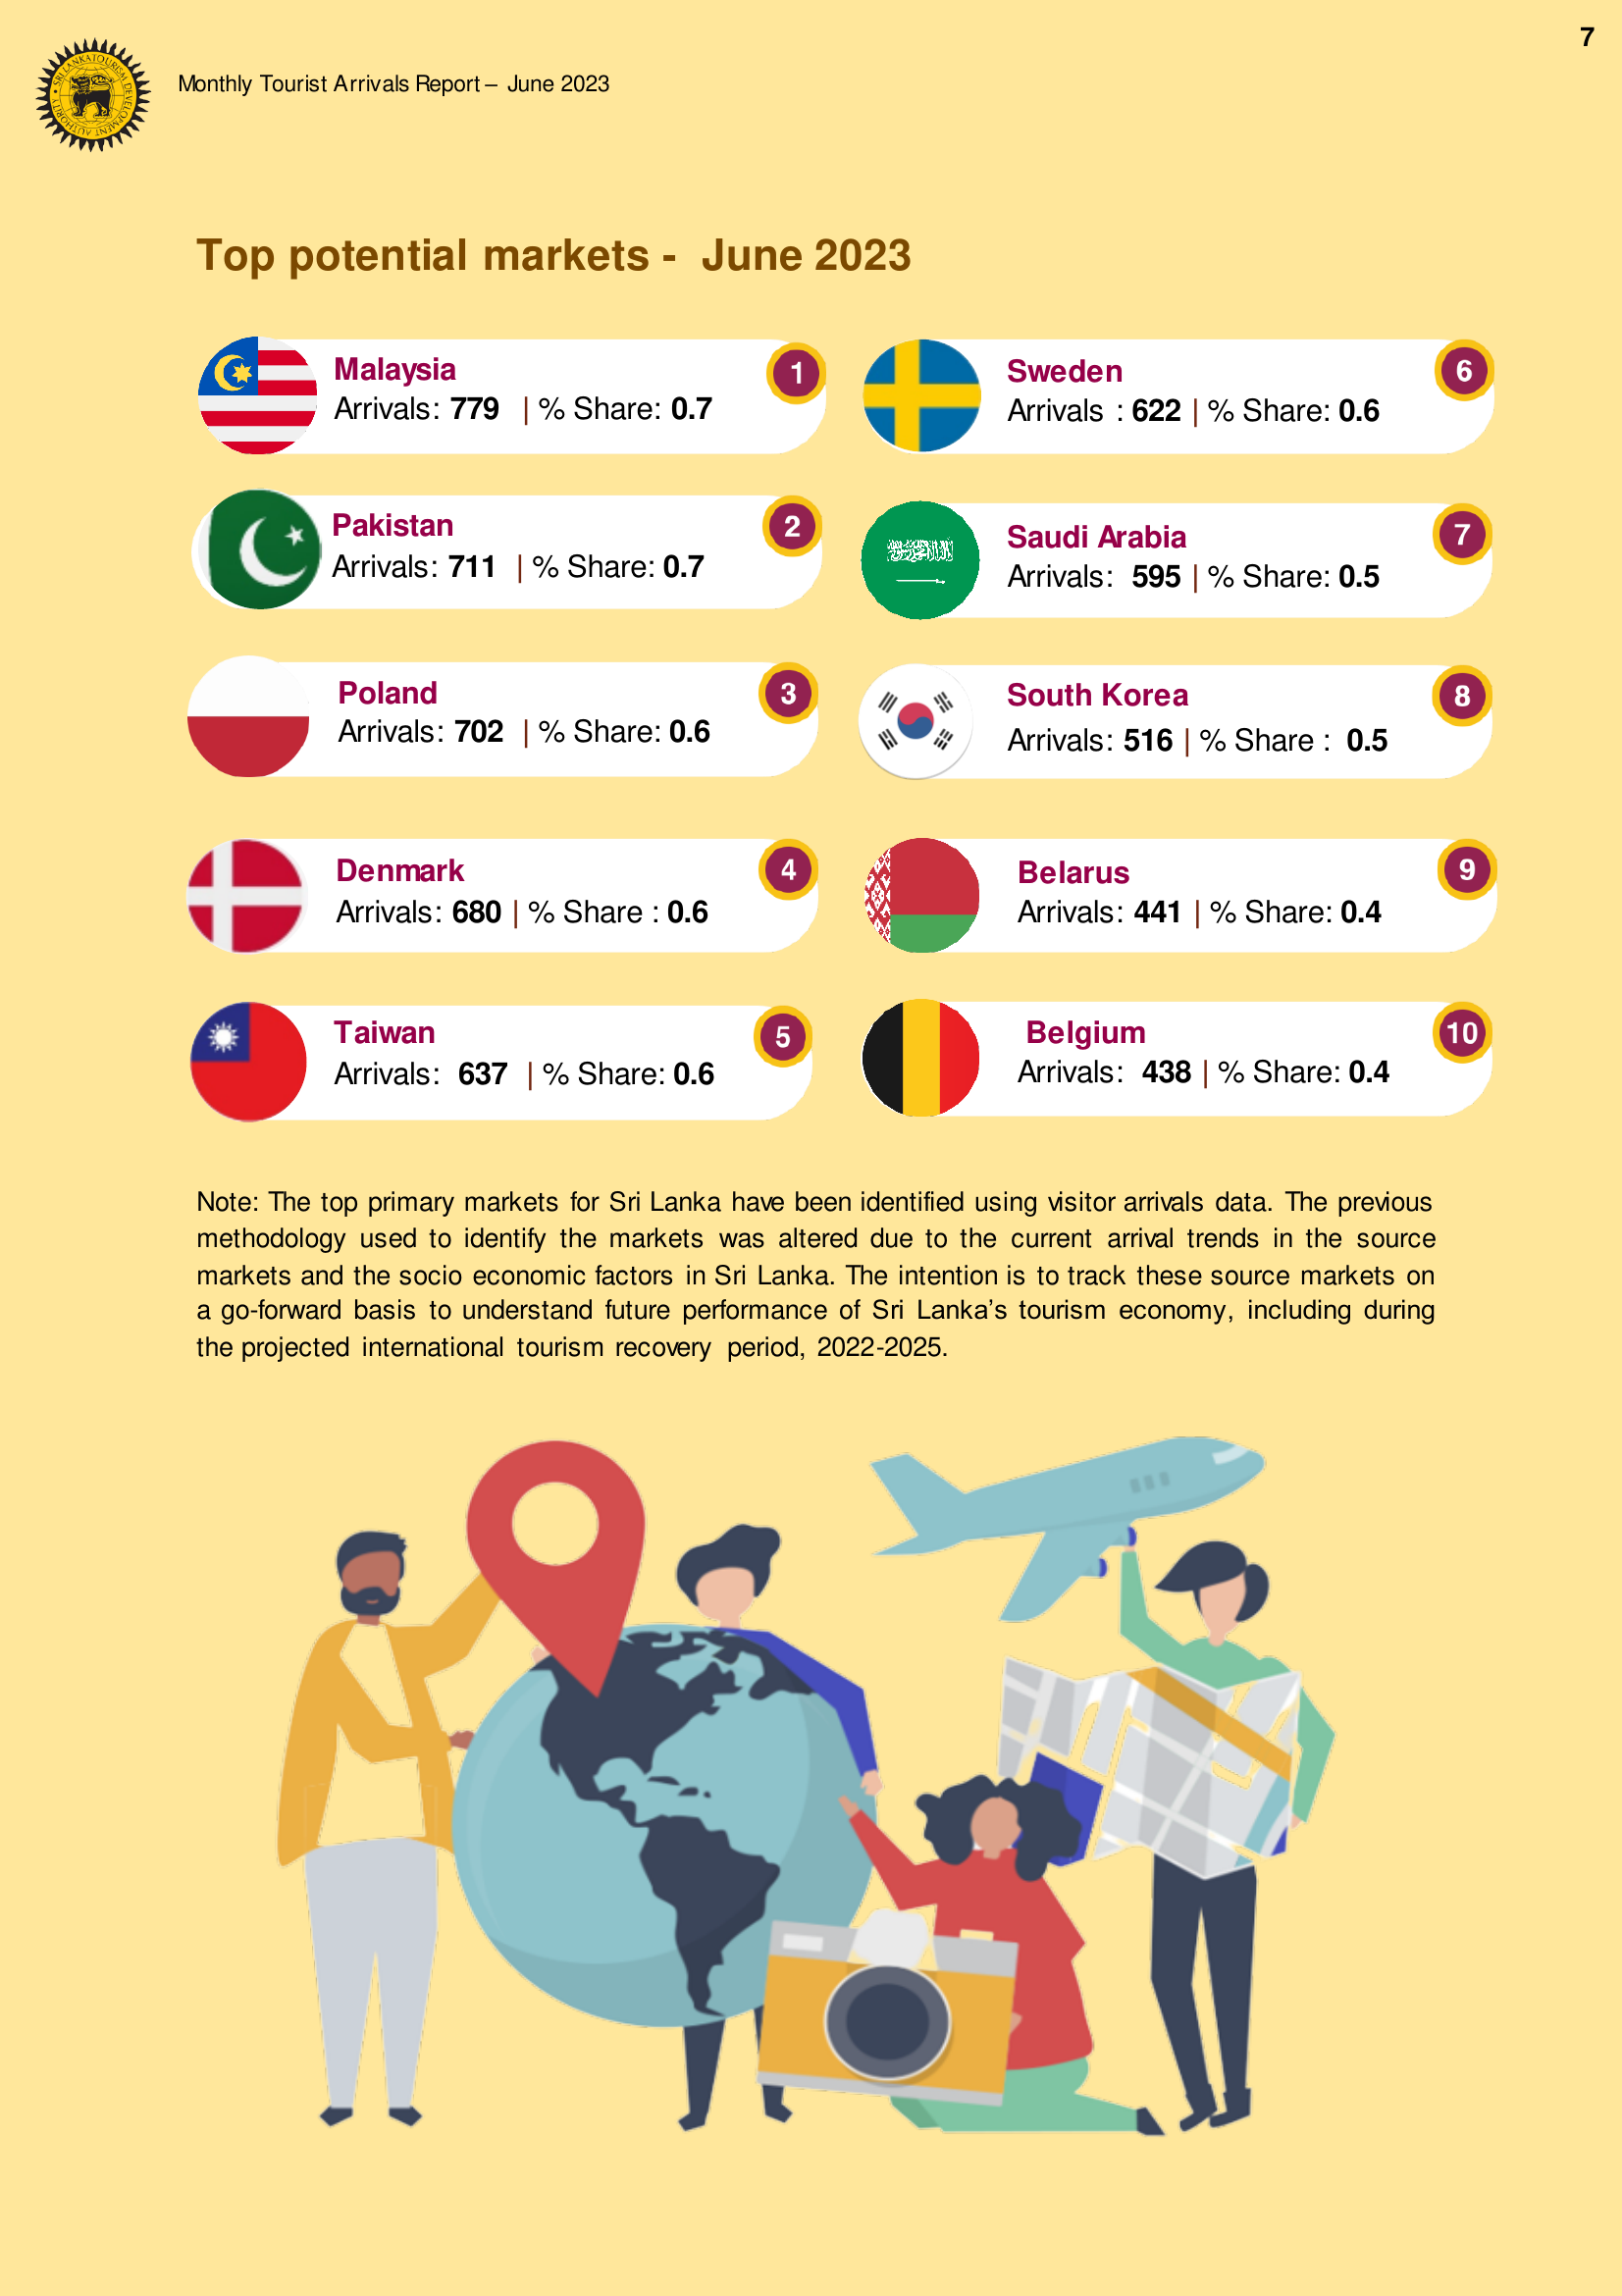 7
SRI LANKA TOURISM DEVELOPMENT AUTHORITY
Monthly Tourist Arrivals Report – June 2023
Top potential markets - June 2023
Malaysia
Arrivals: 779 | % Share: 0.7
1
Pakistan
Arrivals: 711 | % Share: 0.7
2
Poland
Arrivals: 702 | % Share: 0.6
3
Denmark
Arrivals: 680 | % Share : 0.6
4
Taiwan
Arrivals: 637 | % Share: 0.6
5
Sweden
Arrivals : 622 | % Share: 0.6
6
Saudi Arabia
Arrivals: 595 | % Share: 0.5
7
South Korea
Arrivals: 516 | % Share : 0.5
8
Belarus
Arrivals: 441 | % Share: 0.4
9
Belgium
Arrivals: 438 | % Share: 0.4
10
Note: The top primary markets for Sri Lanka have been identified using visitor arrivals data. The previous
methodology used to identify the markets was altered due to the current arrival trends in the source
markets and the socio economic factors in Sri Lanka. The intention is to track these source markets on
a go-forward basis to understand future performance of Sri Lanka’s tourism economy, including during
the projected international tourism recovery period, 2022-2025.